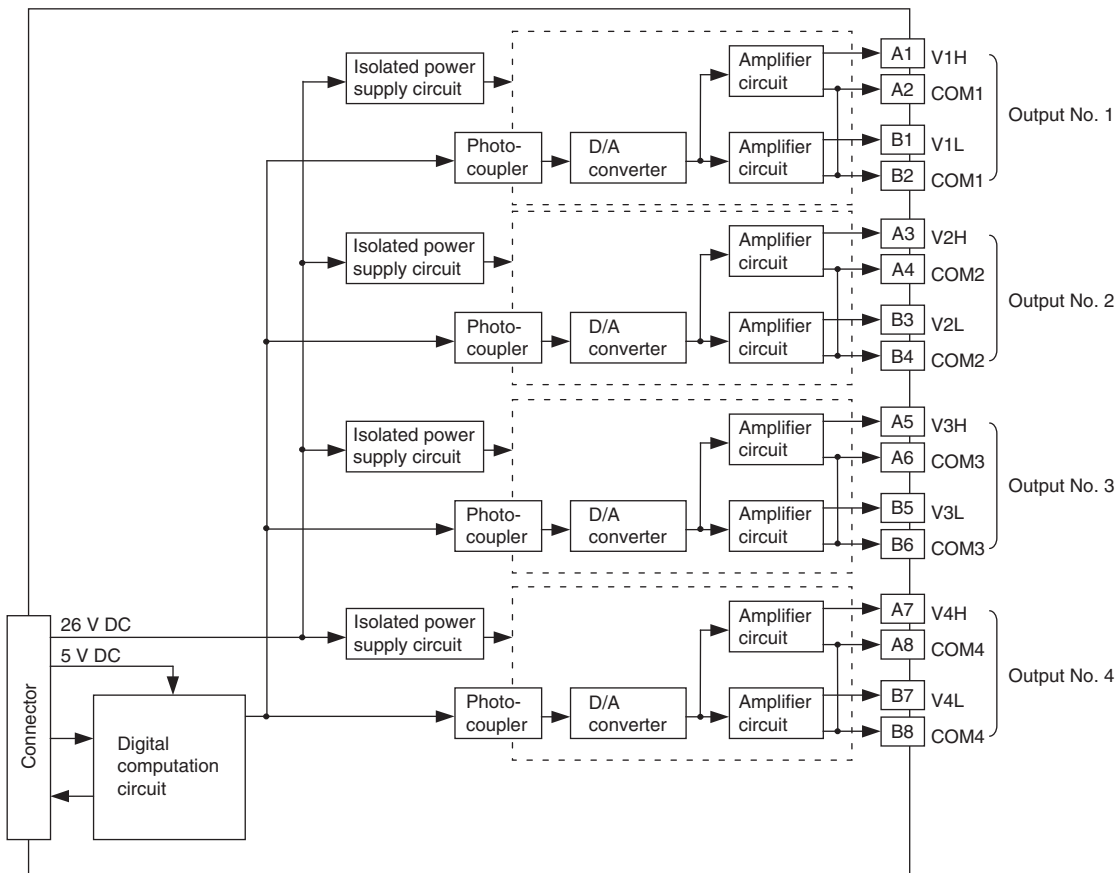 Isolated power
supply circuit
Amplifier
circuit
A1 V1H
A2 COM1
Photo-
coupler
D/A
converter
Amplifier
circuit
B1 V1L
B2 COM1
Output No. 1
Isolated power
supply circuit
Amplifier
circuit
A3 V2H
A4 COM2
Photo-
coupler
D/A
converter
Amplifier
circuit
B3 V2L
B4 COM2
Output No. 2
Isolated power
supply circuit
Amplifier
circuit
A5 V3H
A6 COM3
Photo-
coupler
D/A
converter
Amplifier
circuit
B5 V3L
B6 COM3
Output No. 3
Isolated power
supply circuit
Amplifier
circuit
A7 V4H
A8 COM4
Photo-
coupler
D/A
converter
Amplifier
circuit
B7 V4L
B8 COM4
Output No. 4
26 V DC
5 V DC
Connector
Digital
computation
circuit